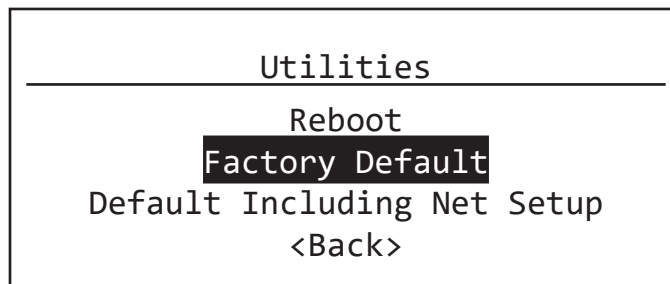 Utilities
Reboot
Factory Default
Default Including Net Setup
<Back>